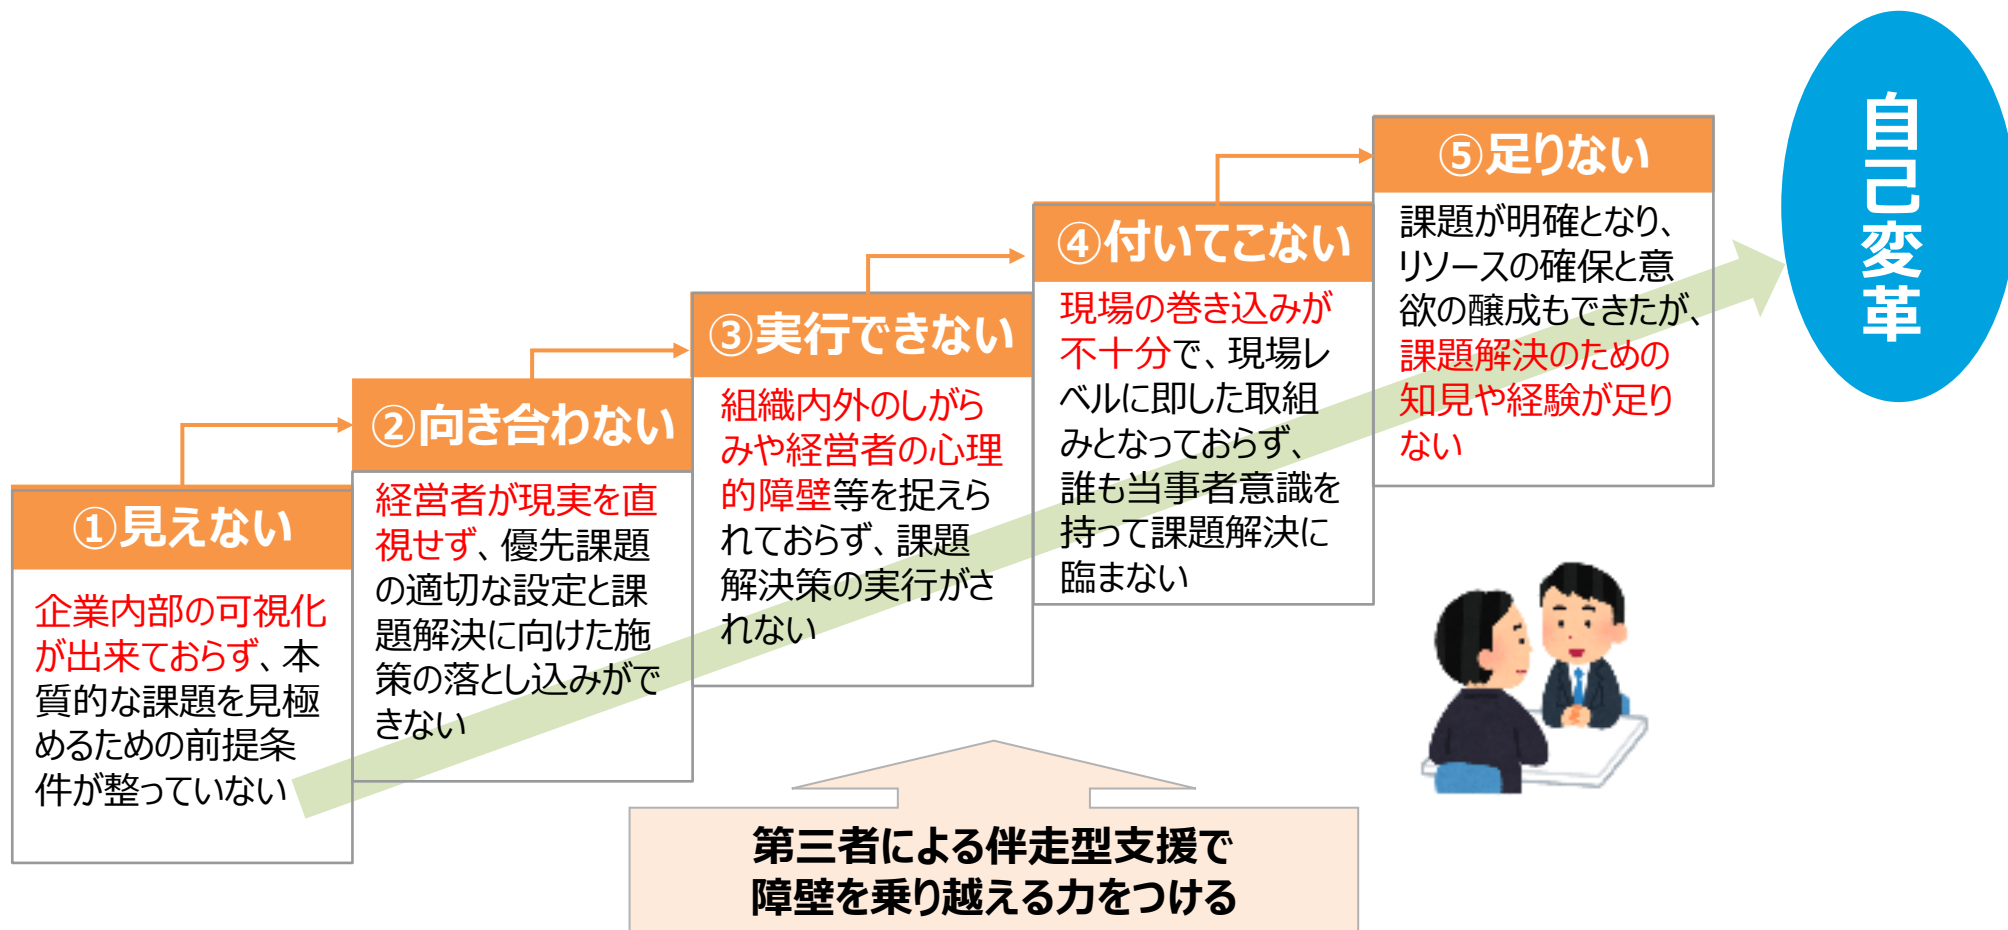 ①見えない
企業内部の可視化
が出来ておらず、本
質的な課題を見極
めるための前提条
件が整っていない
②向き合わない
経営者が現実を直
視せず、優先課題
の適切な設定と課
題解決に向けた施
策の落とし込みがで
きない
③実行できない
組織内外のしがら
みや経営者の心理
的障壁等を捉えら
れておらず、課題
解決策の実行がさ
れない
④付いてこない
現場の巻き込みが
不十分で、現場レ
ベルに即した取組
みとなっておらず、
誰も当事者意識を
持って課題解決に
臨まない
⑤足りない
課題が明確となり、
リソースの確保と意
欲の醸成もできたが、
課題解決のための
知見や経験が足り
ない
自己変革
第三者による伴走型支援で
障壁を乗り越える力をつける